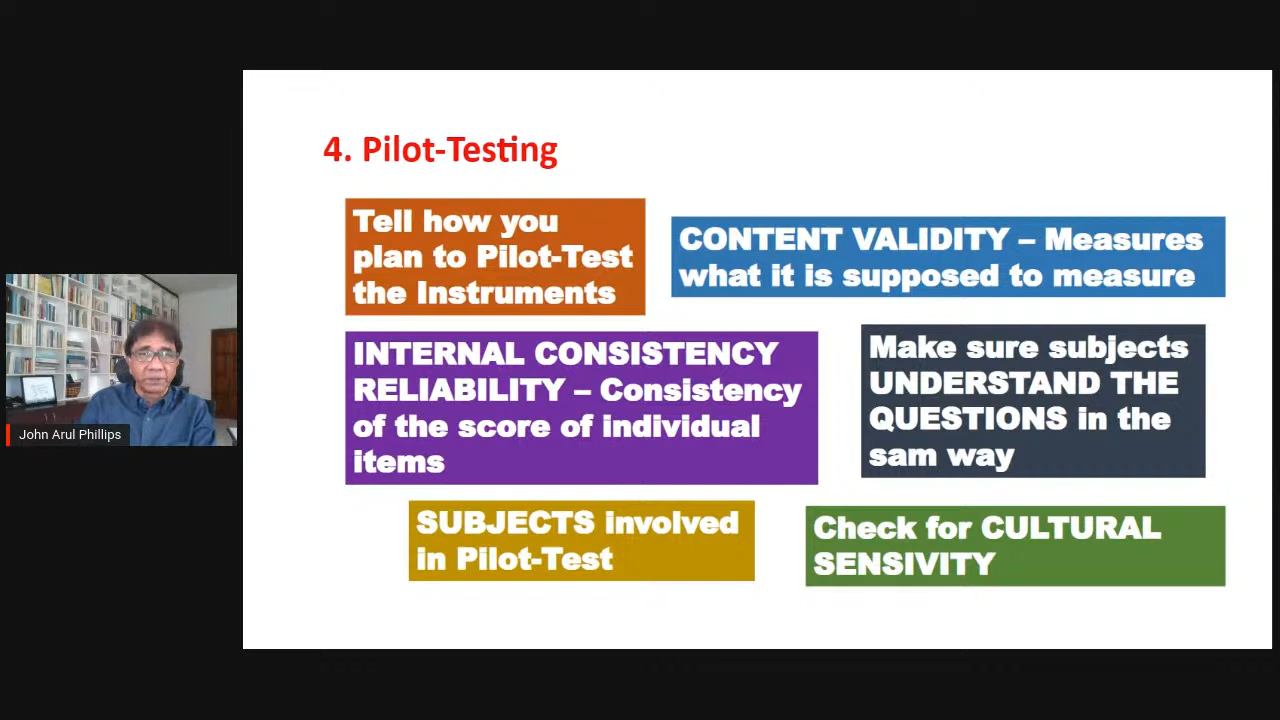 4. Pilot-Testing
Tell how you
plan to Pilot-Test
the Instruments
CONTENT VALIDITY – Measures
what it is supposed to measure
INTERNAL CONSISTENCY
RELIABILITY – Consistency
of the score of individual
items
Make sure subjects
UNDERSTAND THE
QUESTIONS in the
sam way
SUBJECTS involved
in Pilot-Test
Check for CULTURAL
SENSIVITY
John Arul Phillips